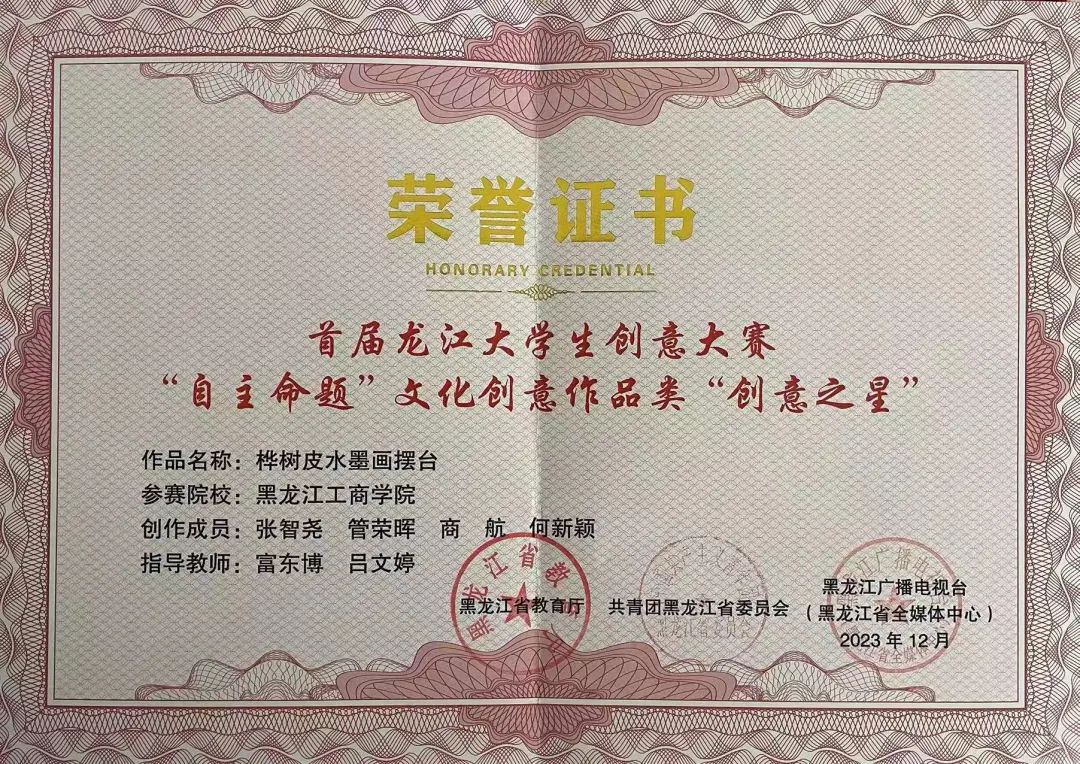 荣誉证书
HONORARY CREDENTIAL
首届龙江大学生创意大赛
“自主命题”文化创意作品类“创意之星”
作品名称：桦树皮水墨画摆台
参赛院校：黑龙江工商学院
创作成员：张智尧 管荣晖 商 航 何新颖
指导教师：富东博 吕文婷
黑龙江省教育厅
共青团黑龙江省委员会
黑龙江广播电视台
（黑龙江省全媒体中心）
2023 年 12 月